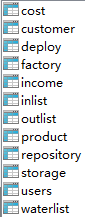 cost
customer
deploy
factory
income
inlist
outlist
product
repository
storage
users
waterlist